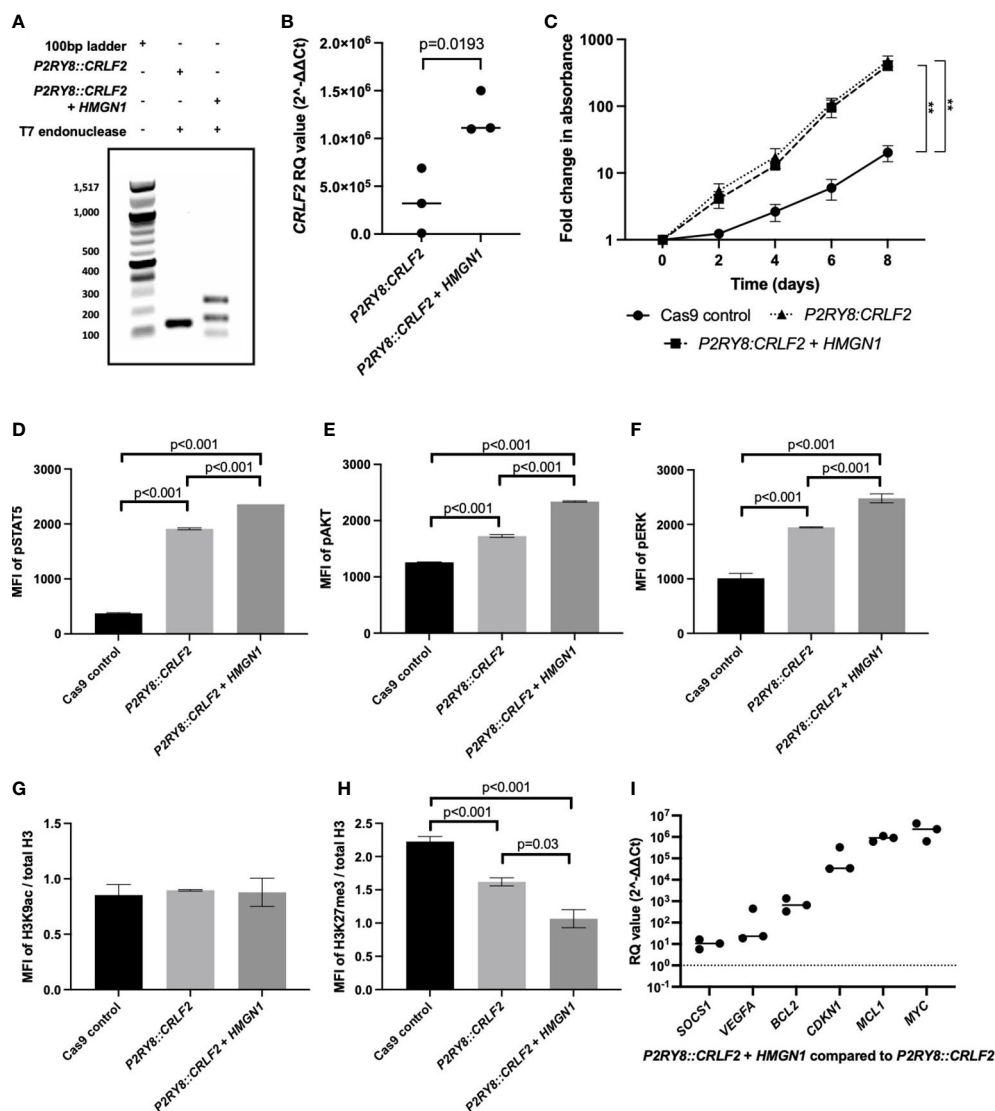 A
100bp ladder + - -
P2RY8::CRLF2 - + -
P2RY8::CRLF2
+ HMGN1 - - +
T7 endonuclease - + +
1,517
1,000
500
400
300
200
100
B
p=0.0193
CRLF2 RQ value (2^-ΔΔCt)
2.0×10⁶
1.5×10⁶
1.0×10⁶
5.0×10⁵
0.0
P2RY8:CRLF2
P2RY8::CRLF2 + HMGN1
C
Fold change in absorbance
1000
100
10
1
0 2 4 6 8
Time (days)
**
**
Cas9 control
P2RY8:CRLF2
P2RY8:CRLF2 + HMGN1
D
p<0.001
p<0.001
p<0.001
MFI of pSTAT5
3000
2000
1000
0
Cas9 control
P2RY8::CRLF2
P2RY8::CRLF2 + HMGN1
E
p<0.001
p<0.001
p<0.001
MFI of pAKT
3000
2000
1000
0
Cas9 control
P2RY8::CRLF2
P2RY8::CRLF2 + HMGN1
F
p<0.001
p<0.001
p<0.001
MFI of pERK
3000
2000
1000
0
Cas9 control
P2RY8::CRLF2
P2RY8::CRLF2 + HMGN1
G
MFI of H3K9ac / total H3
1.5
1.0
0.5
0.0
Cas9 control
P2RY8::CRLF2
P2RY8::CRLF2 + HMGN1
H
p<0.001
p<0.001
p=0.03
MFI of H3K27me3 / total H3
2.5
2.0
1.5
1.0
0.5
0.0
Cas9 control
P2RY8::CRLF2
P2RY8::CRLF2 + HMGN1
I
RQ value (2^-ΔΔCt)
10⁷
10⁶
10⁵
10⁴
10³
10²
10¹
10⁰
10⁻¹
SOCS1
VEGFA
BCL2
CDKN1
MCL1
MYC
P2RY8::CRLF2 + HMGN1 compared to P2RY8::CRLF2